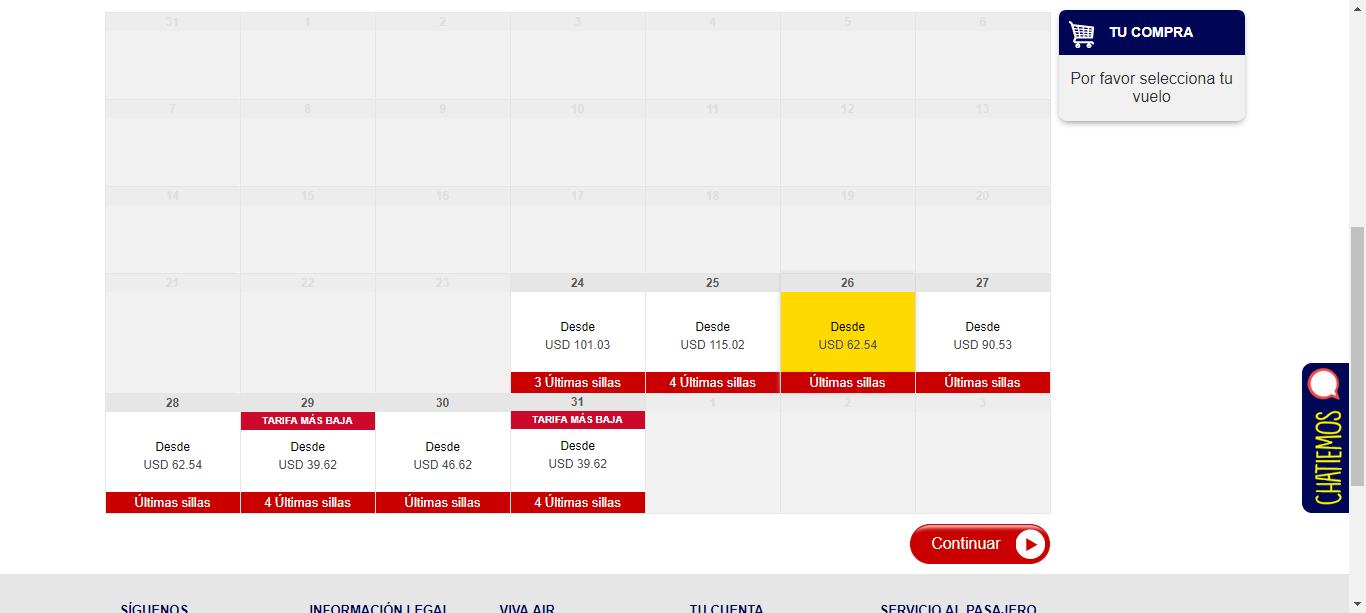 31 1 2 3 4 5 6
TU COMPRA
Por favor selecciona tu
vuelo
7 8 9 10 11 12 13
14 15 16 17 18 19 20
21 22 23 24 25 26 27
Desde Desde Desde Desde
USD 101.03 USD 115.02 USD 62.54 USD 90.53
3 Últimas sillas 4 Últimas sillas Últimas sillas Últimas sillas
28 29 30 31 1 2 3
TARIFA MÁS BAJA TARIFA MÁS BAJA
Desde Desde Desde Desde
USD 62.54 USD 39.62 USD 46.62 USD 39.62
Últimas sillas 4 Últimas sillas Últimas sillas 4 Últimas sillas
CHATIEMOS
Continuar
SÍGUENOS INFORMACIÓN LEGAL VIVA AIR TU CUENTA SERVICIO AL PASAJERO